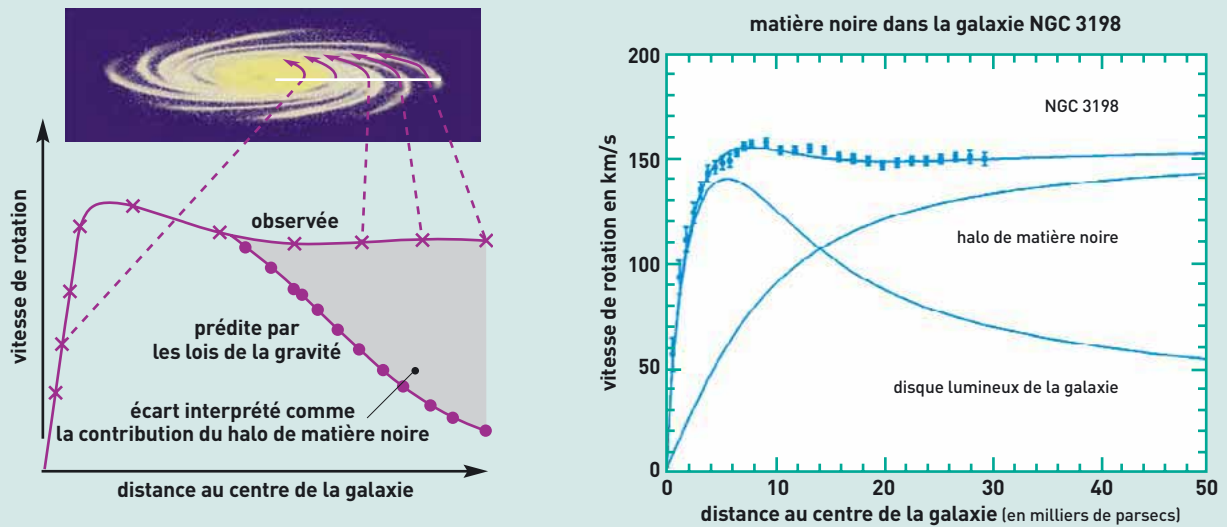 observée
prédite par
les lois de la gravité
écart interprété comme
la contribution du halo de matière noire
vitesse de rotation
distance au centre de la galaxie
matière noire dans la galaxie NGC 3198
200
150
100
50
0
NGC 3198
halo de matière noire
disque lumineux de la galaxie
vitesse de rotation en km/s
0 10 20 30 40 50
distance au centre de la galaxie (en milliers de parsecs)